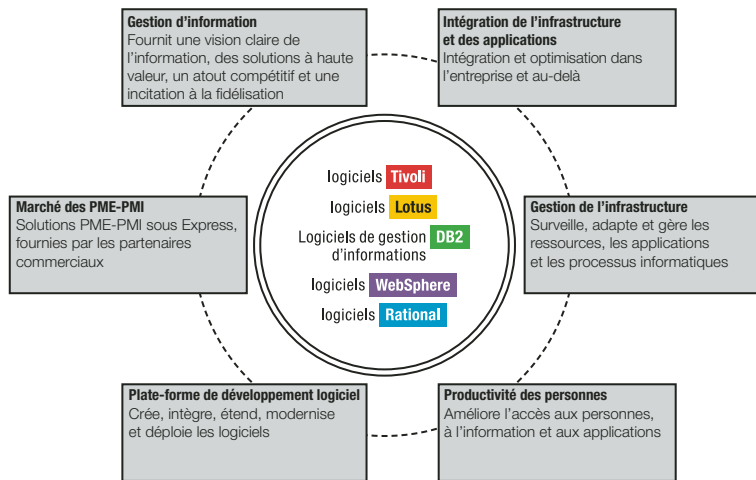 Gestion d'information
Fournit une vision claire de
l'information, des solutions à haute
valeur, un atout compétitif et une
incitation à la fidélisation
Intégration de l'infrastructure
et des applications
Intégration et optimisation dans
l'entreprise et au-delà
Marché des PME-PMI
Solutions PME-PMI sous Express,
fournies par les partenaires
commerciaux
logiciels Tivoli
logiciels Lotus
Logiciels de gestion DB2
d'informations
logiciels WebSphere
logiciels Rational
Gestion de l'infrastructure
Surveille, adapte et gère les
ressources, les applications
et les processus informatiques
Plate-forme de développement logiciel
Crée, intègre, étend, modernise
et déploie les logiciels
Productivité des personnes
Améliore l'accès aux personnes,
à l'information et aux applications